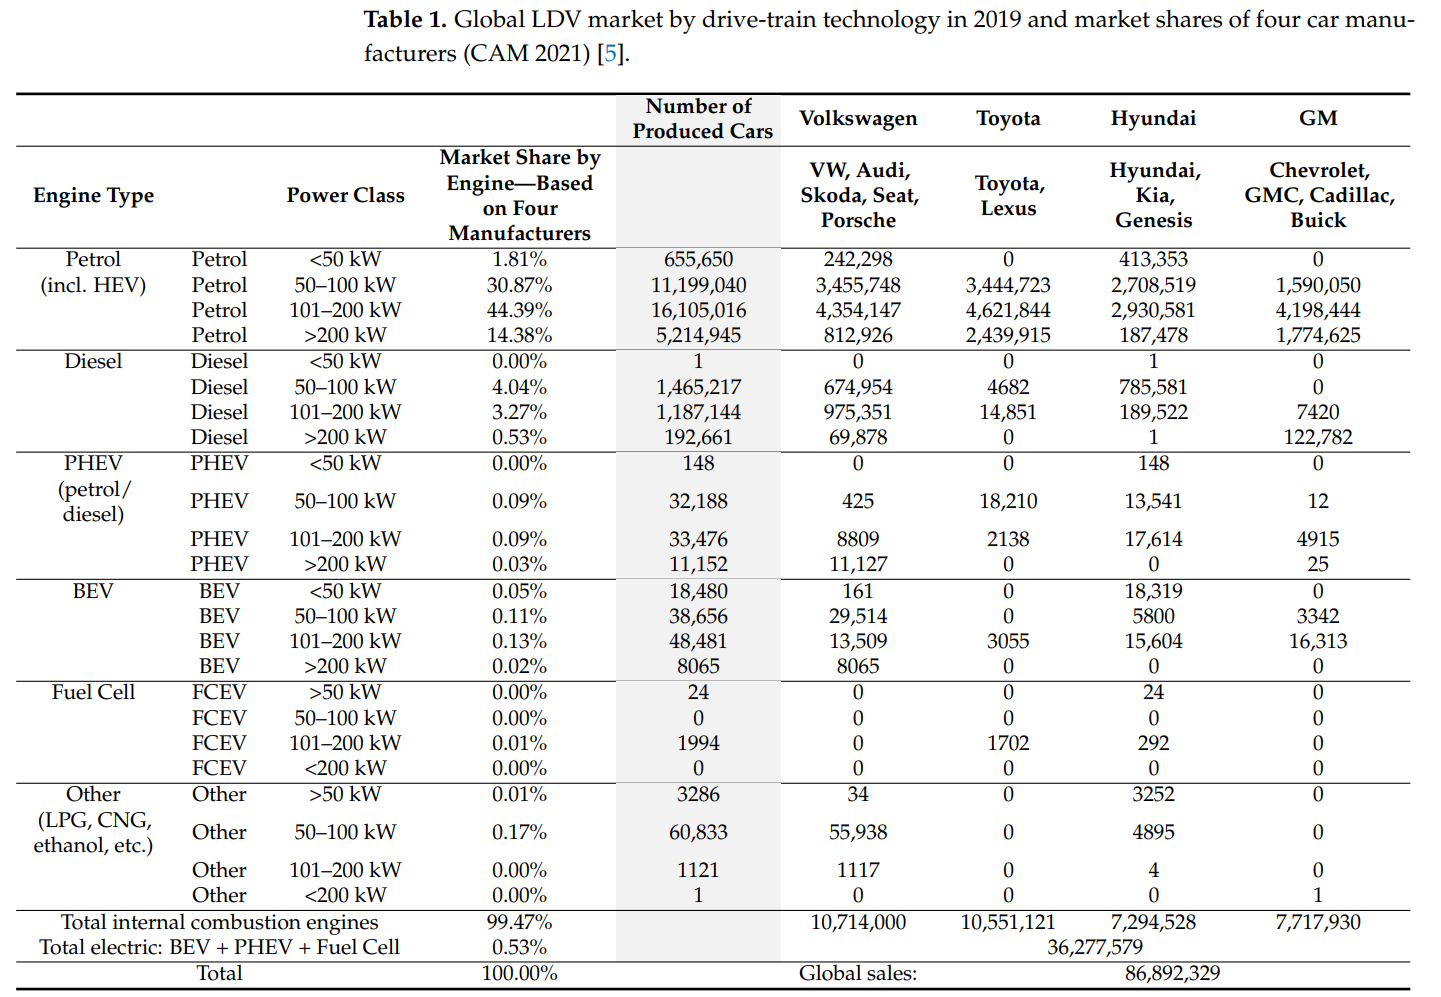 Table 1. Global LDV market by drive-train technology in 2019 and market shares of four car manu-
facturers (CAM 2021) [5].
Number of Produced Cars Volkswagen Toyota Hyundai GM
Engine Type Power Class Market Share by Engine—Based on Four Manufacturers VW, Audi, Skoda, Seat, Porsche Toyota, Lexus Hyundai, Kia, Genesis Chevrolet, GMC, Cadillac, Buick
Petrol Petrol <50 kW 1.81% 655,650 242,298 0 413,353 0
(incl. HEV) Petrol 50–100 kW 30.87% 11,199,040 3,455,748 3,444,723 2,708,519 1,590,050
Petrol 101–200 kW 44.39% 16,105,016 4,354,147 4,621,844 2,930,581 4,198,444
Petrol >200 kW 14.38% 5,214,945 812,926 2,439,915 187,478 1,774,625
Diesel Diesel <50 kW 0.00% 1 0 0 1 0
Diesel 50–100 kW 4.04% 1,465,217 674,954 4682 785,581 0
Diesel 101–200 kW 3.27% 1,187,144 975,351 14,851 189,522 7420
Diesel >200 kW 0.53% 192,661 69,878 0 1 122,782
PHEV PHEV <50 kW 0.00% 148 0 0 148 0
(petrol/
diesel) PHEV 50–100 kW 0.09% 32,188 425 18,210 13,541 12
PHEV 101–200 kW 0.09% 33,476 8809 2138 17,614 4915
PHEV >200 kW 0.03% 11,152 11,127 0 0 25
BEV BEV <50 kW 0.05% 18,480 161 0 18,319 0
BEV 50–100 kW 0.11% 38,656 29,514 0 5800 3342
BEV 101–200 kW 0.13% 48,481 13,509 3055 15,604 16,313
BEV >200 kW 0.02% 8065 8065 0 0 0
Fuel Cell FCEV >50 kW 0.00% 24 0 0 24 0
FCEV 50–100 kW 0.00% 0 0 0 0 0
FCEV 101–200 kW 0.01% 1994 0 1702 292 0
FCEV <200 kW 0.00% 0 0 0 0 0
Other Other >50 kW 0.01% 3286 34 0 3252 0
(LPG, CNG,
ethanol, etc.) Other 50–100 kW 0.17% 60,833 55,938 0 4895 0
Other 101–200 kW 0.00% 1121 1117 0 4 0
Other <200 kW 0.00% 1 0 0 0 1
Total internal combustion engines 99.47% 10,714,000 10,551,121 7,294,528 7,717,930
Total electric: BEV + PHEV + Fuel Cell 0.53% 36,277,579
Total 100.00% Global sales: 86,892,329